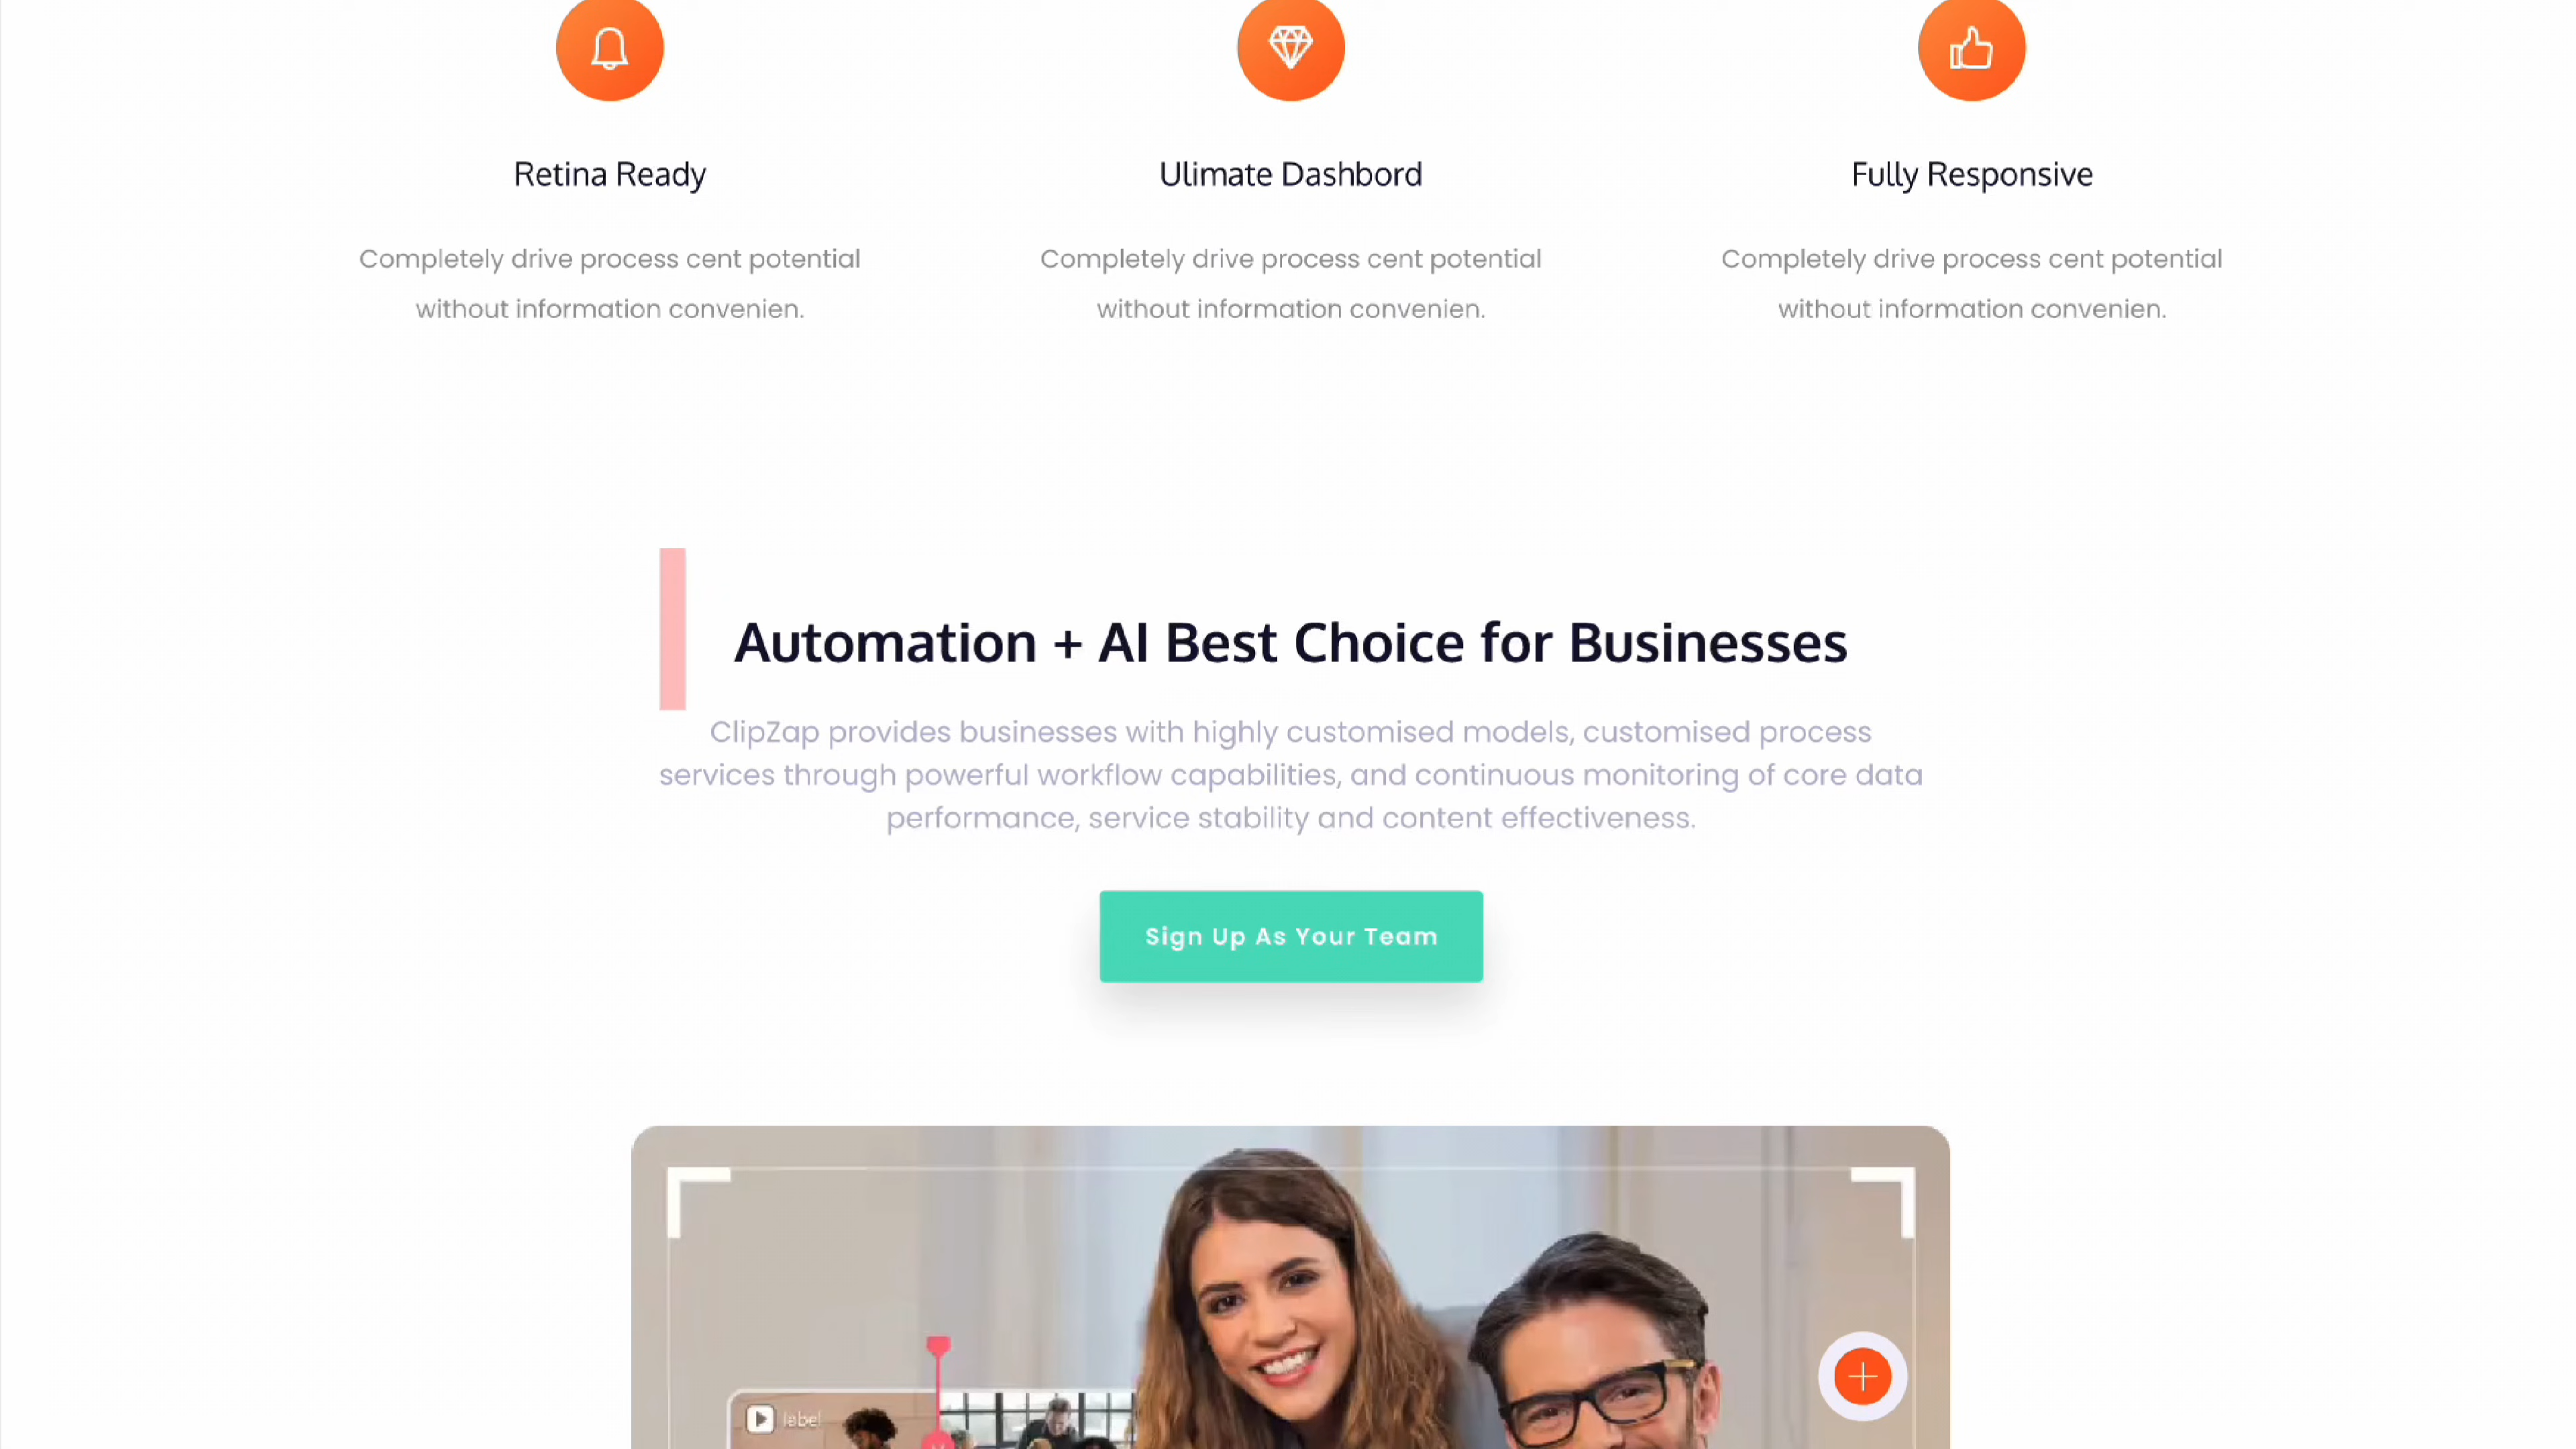 Retina Ready
Completely drive process cent potential
without information convenien.
Ulimate Dashbord
Completely drive process cent potential
without information convenien.
Fully Responsive
Completely drive process cent potential
without information convenien.
Automation + AI Best Choice for Businesses
ClipZap provides businesses with highly customised models, customised process
services through powerful workflow capabilities, and continuous monitoring of core data
performance, service stability and content effectiveness.
Sign Up As Your Team
label